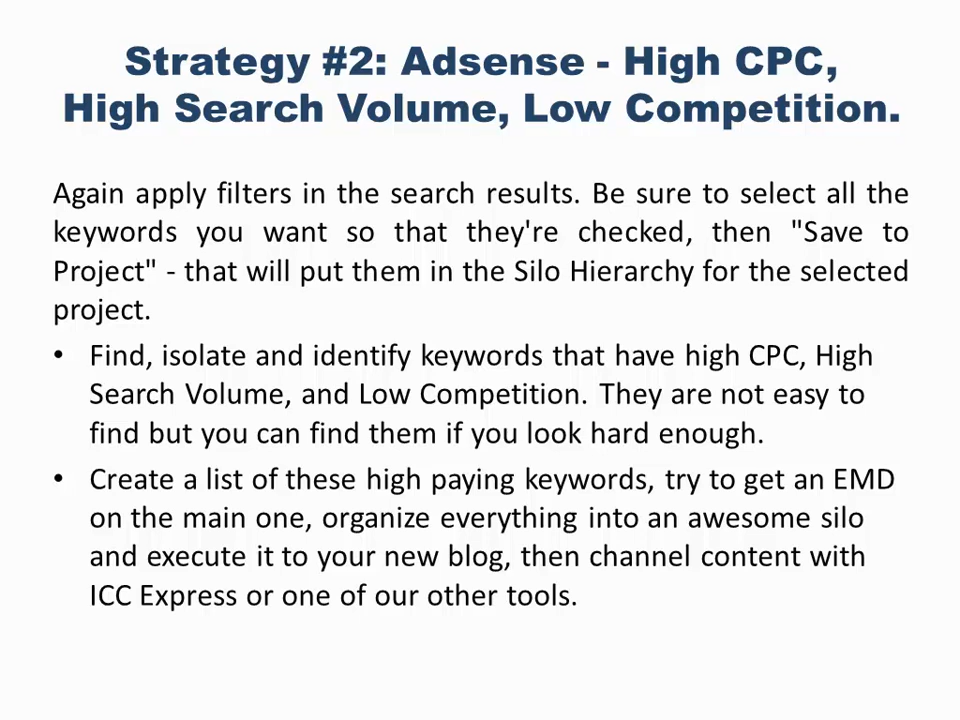 Strategy #2: Adsense - High CPC,
High Search Volume, Low Competition.
Again apply filters in the search results. Be sure to select all the
keywords you want so that they're checked, then "Save to
Project" - that will put them in the Silo Hierarchy for the selected
project.
• Find, isolate and identify keywords that have high CPC, High
Search Volume, and Low Competition. They are not easy to
find but you can find them if you look hard enough.
• Create a list of these high paying keywords, try to get an EMD
on the main one, organize everything into an awesome silo
and execute it to your new blog, then channel content with
ICC Express or one of our other tools.